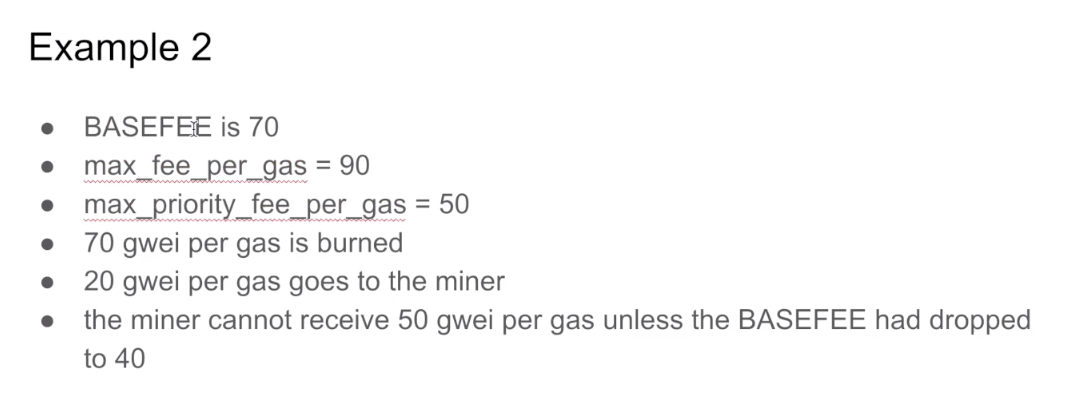 Example 2
● BASEFEE is 70
● max_fee_per_gas = 90
● max_priority_fee_per_gas = 50
● 70 gwei per gas is burned
● 20 gwei per gas goes to the miner
● the miner cannot receive 50 gwei per gas unless the BASEFEE had dropped
to 40